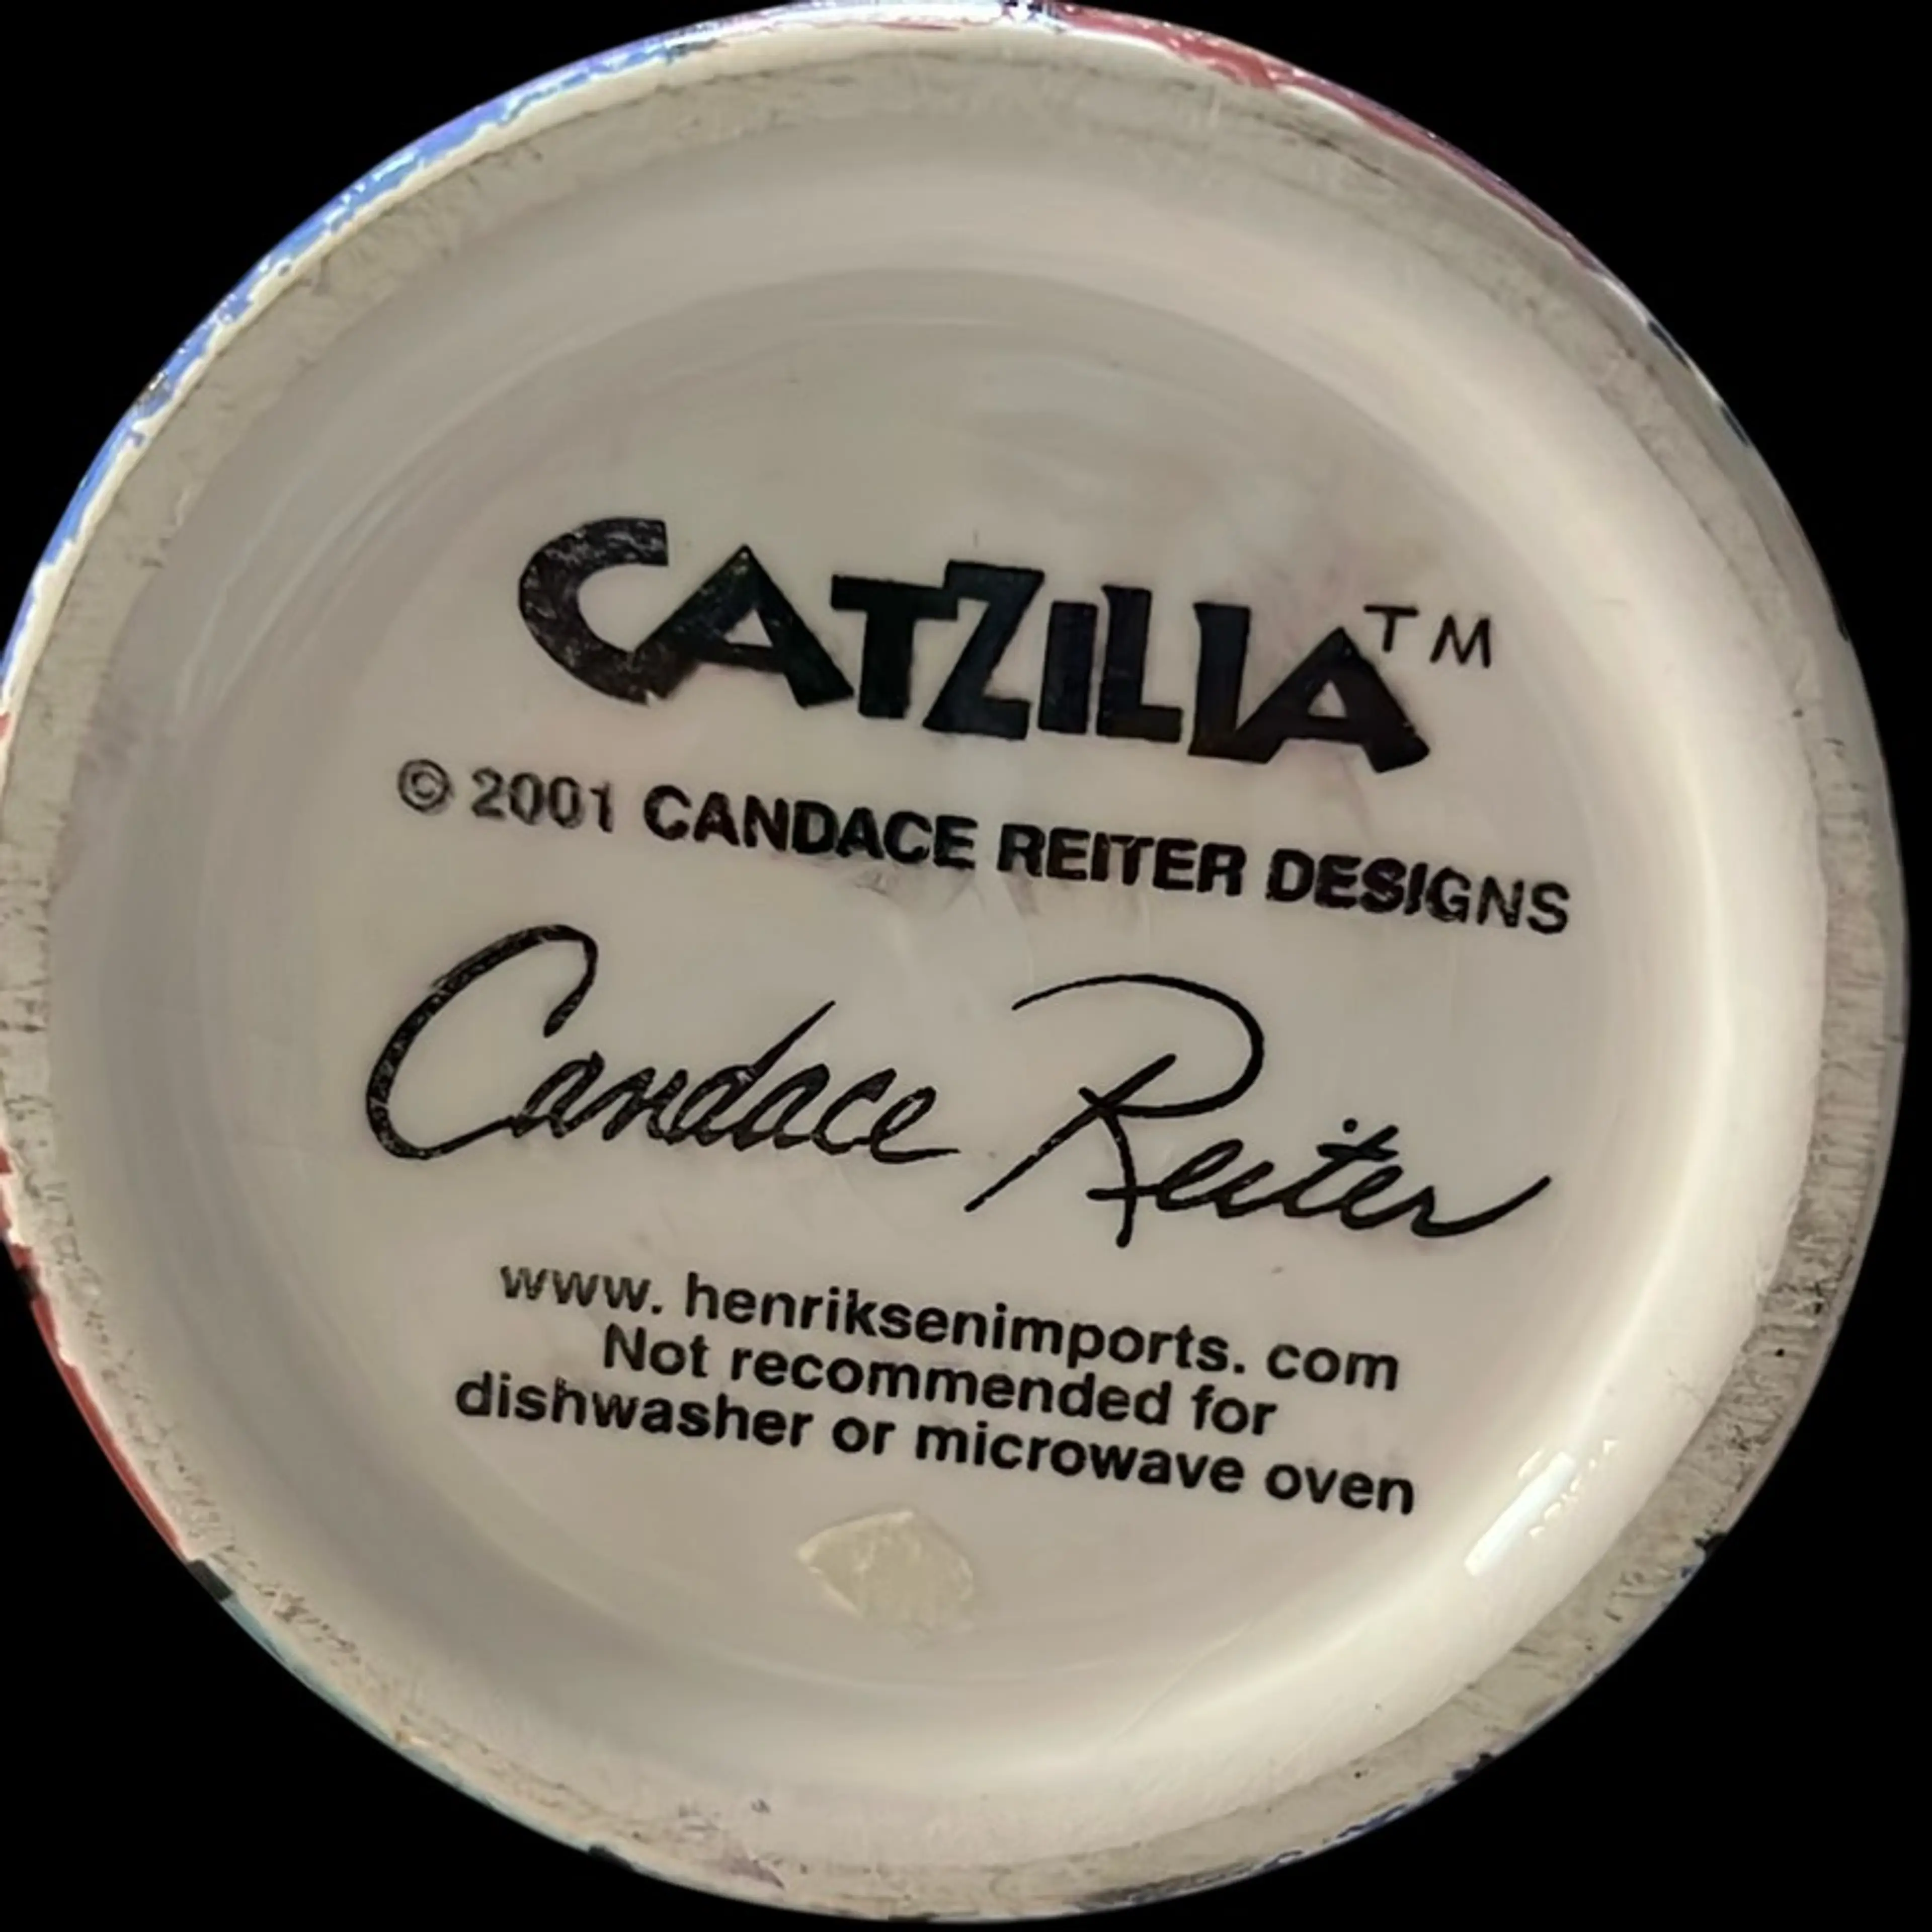 CATZILLA™
© 2001 CANDACE REITER DESIGNS
Candace Reiter
www. henriksenimports. com
Not recommended for
dishwasher or microwave oven